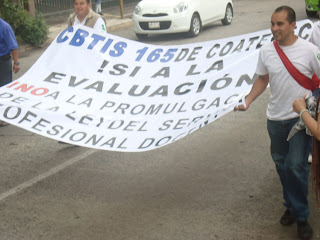 CBTIS 165 DE COATE
!SI A LA
EVALUACIÓN
¡NO A LA PROMULGAC
DE LA LEY DEL SER
PROFESIONAL DO